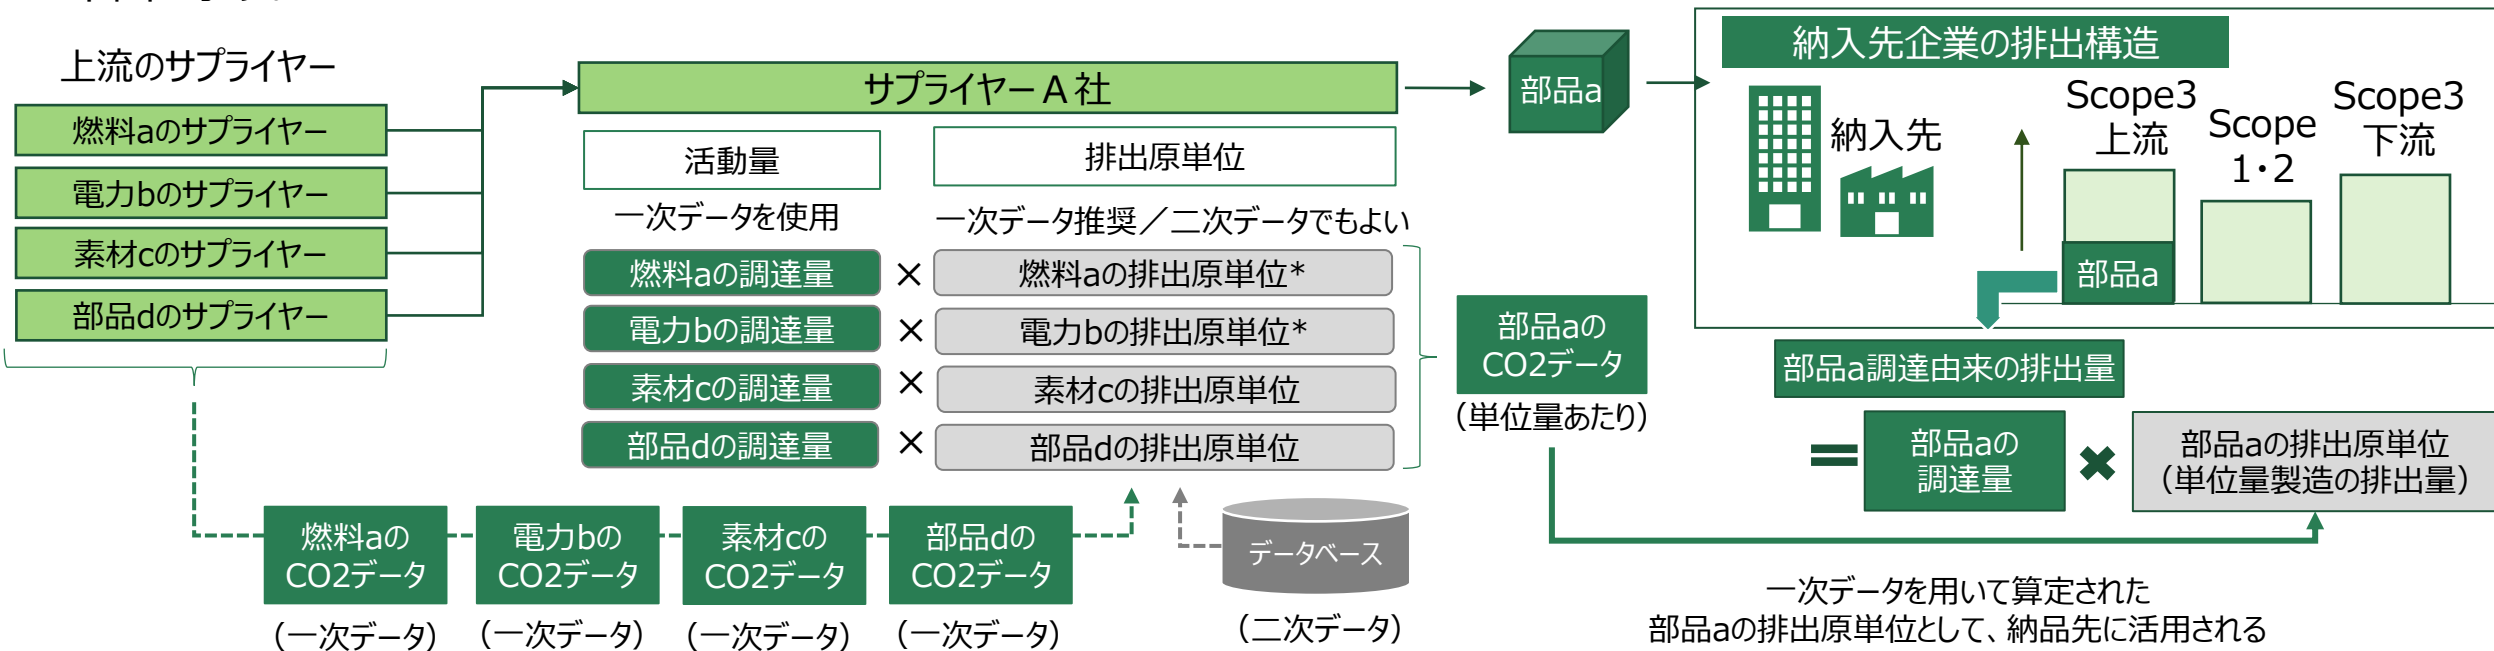 上流のサプライヤー
燃料aのサプライヤー
電力bのサプライヤー
素材cのサプライヤー
部品dのサプライヤー
サプライヤーA社
活動量
排出原単位
一次データを使用
一次データ推奨／二次データでもよい
燃料aの調達量 × 燃料aの排出原単位*
電力bの調達量 × 電力bの排出原単位*
素材cの調達量 × 素材cの排出原単位
部品dの調達量 × 部品dの排出原単位
燃料aの
CO2データ
（一次データ）
電力bの
CO2データ
（一次データ）
素材cの
CO2データ
（一次データ）
部品dの
CO2データ
（一次データ）
データベース
（二次データ）
部品aの
CO2データ
（単位量あたり）
部品a
納入先企業の排出構造
納入先
Scope3
上流
Scope
1・2
Scope3
下流
部品a
部品a調達由来の排出量
＝
部品aの
調達量
×
部品aの排出原単位
（単位量製造の排出量）
一次データを用いて算定された
部品aの排出原単位として、納品先に活用される